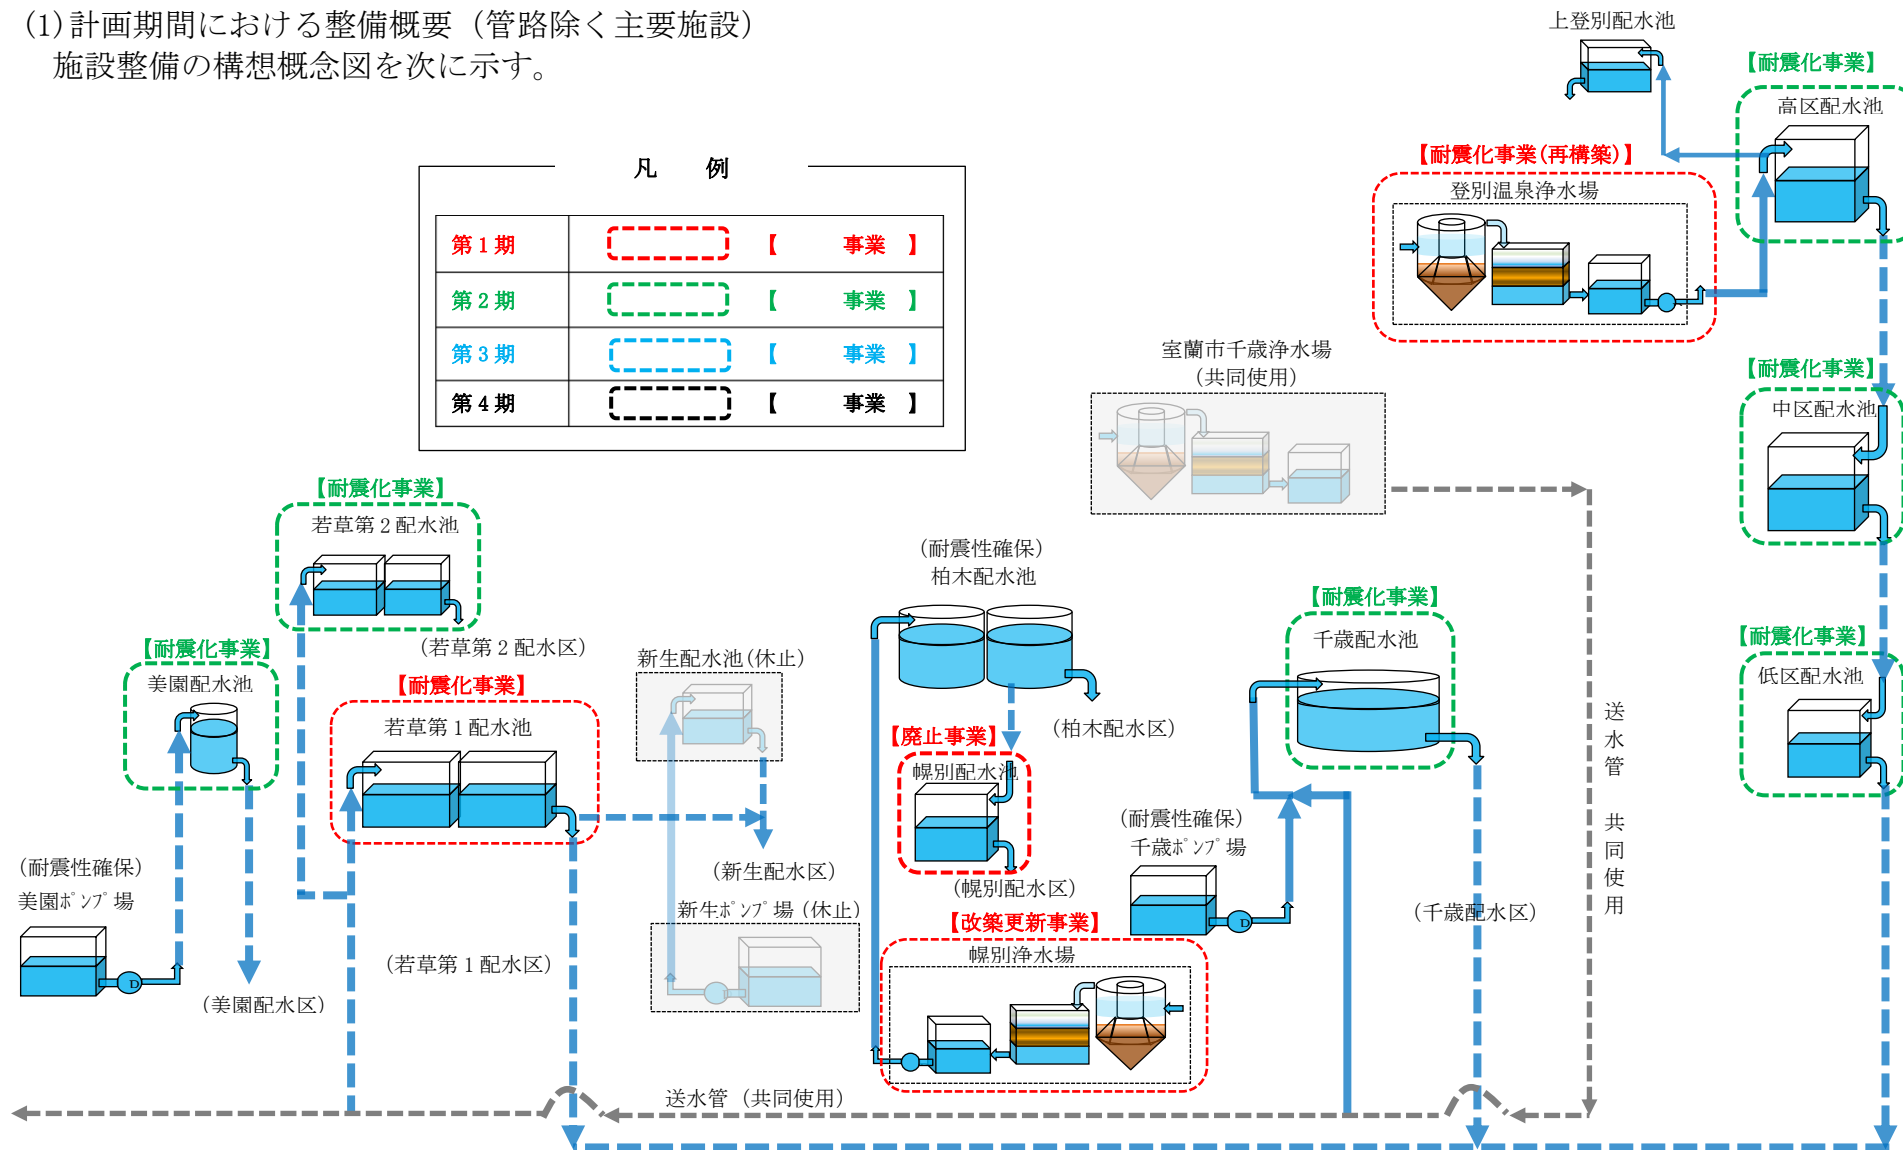 (1)計画期間における整備概要（管路除く主要施設）
施設整備の構想概念図を次に示す。
凡　例
第1期 【　事業　】
第2期 【　事業　】
第3期 【　事業　】
第4期 【　事業　】
上登別配水池
【耐震化事業】
高区配水池
【耐震化事業(再構築)】
登別温泉浄水場
室蘭市千歳浄水場
（共同使用）
【耐震化事業】
中区配水池
【耐震化事業】
若草第2配水池
（若草第2配水区）
【耐震化事業】
美園配水池
【耐震化事業】
若草第1配水池
新生配水池(休止)
（耐震性確保）
柏木配水池
（柏木配水区）
【耐震化事業】
千歳配水池
【耐震化事業】
低区配水池
送水管　共同使用
【廃止事業】
幌別配水池
（幌別配水区）
（耐震性確保）
千歳ﾎﾟﾝﾌﾟ場
D
（千歳配水区）
（耐震性確保）
美園ﾎﾟﾝﾌﾟ場
D
（美園配水区）
（若草第1配水区）
（新生配水区）
新生ﾎﾟﾝﾌﾟ場(休止)
【改築更新事業】
幌別浄水場
送水管（共同使用）